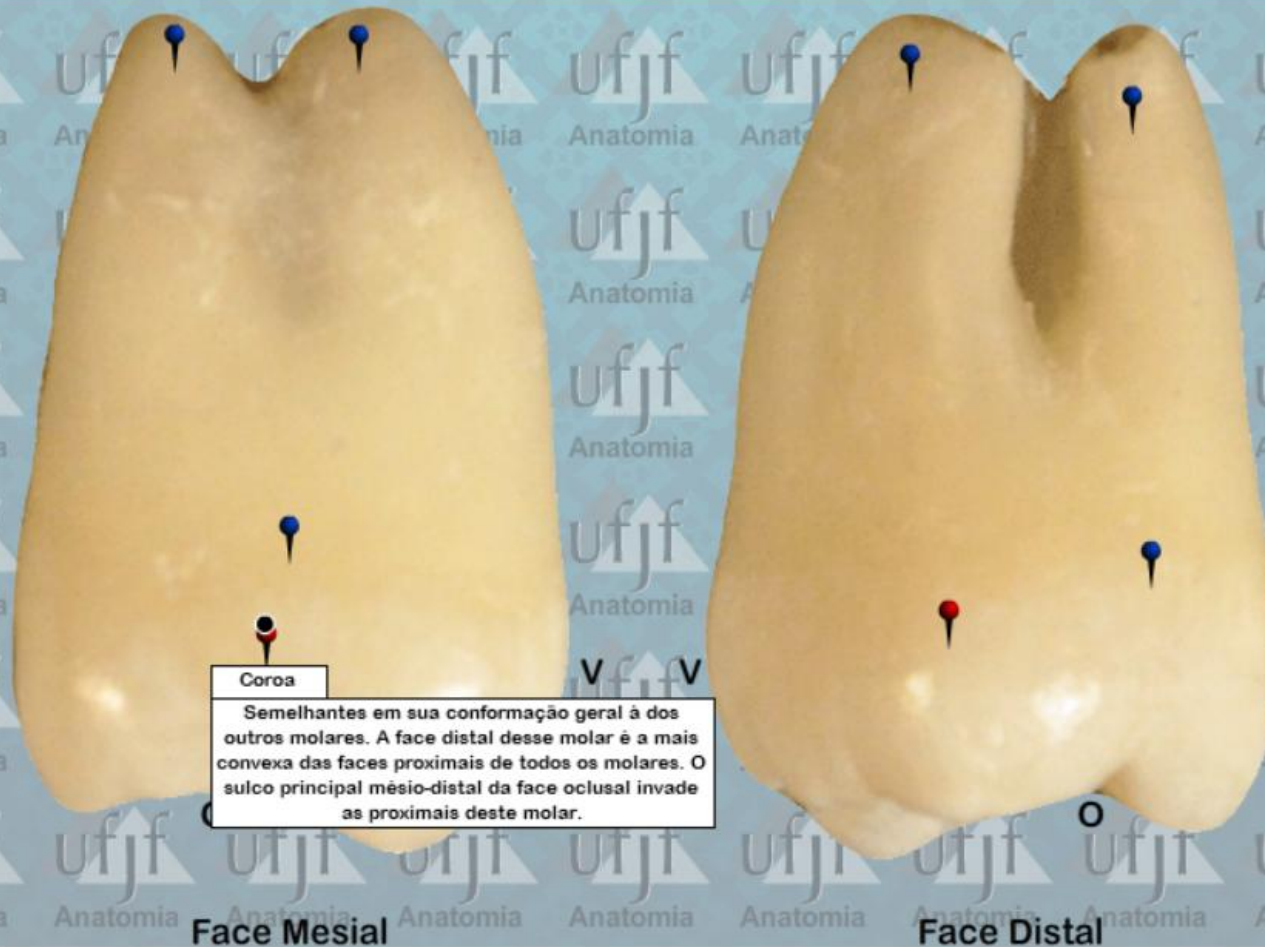 ufjf
Anatomia
V V
Coroa
Semelhantes em sua conformação geral à dos
outros molares. A face distal desse molar é a mais
convexa das faces proximais de todos os molares. O
sulco principal mésio-distal da face oclusal invade
as proximais deste molar.
O
Face Mesial
Face Distal